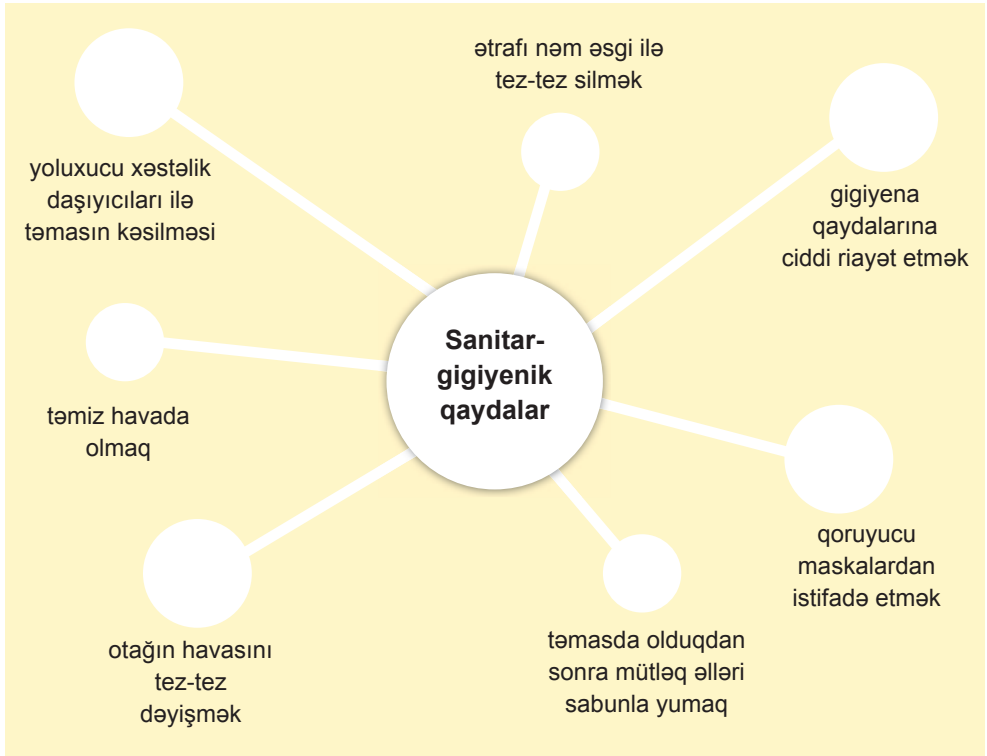 ətrafı nəm əsgi ilə
tez-tez silmək
yoluxucu xəstəlik
daşıyıcıları ilə
təmasın kəsilməsi
gigiyena
qaydalarına
ciddi riayət etmək
Sanitar-
gigiyenik
qaydalar
təmiz havada
olmaq
qoruyucu
maskalardan
istifadə etmək
otağın havasını
tez-tez
dəyişmək
təmasda olduqdan
sonra mütləq əlləri
sabunla yumaq